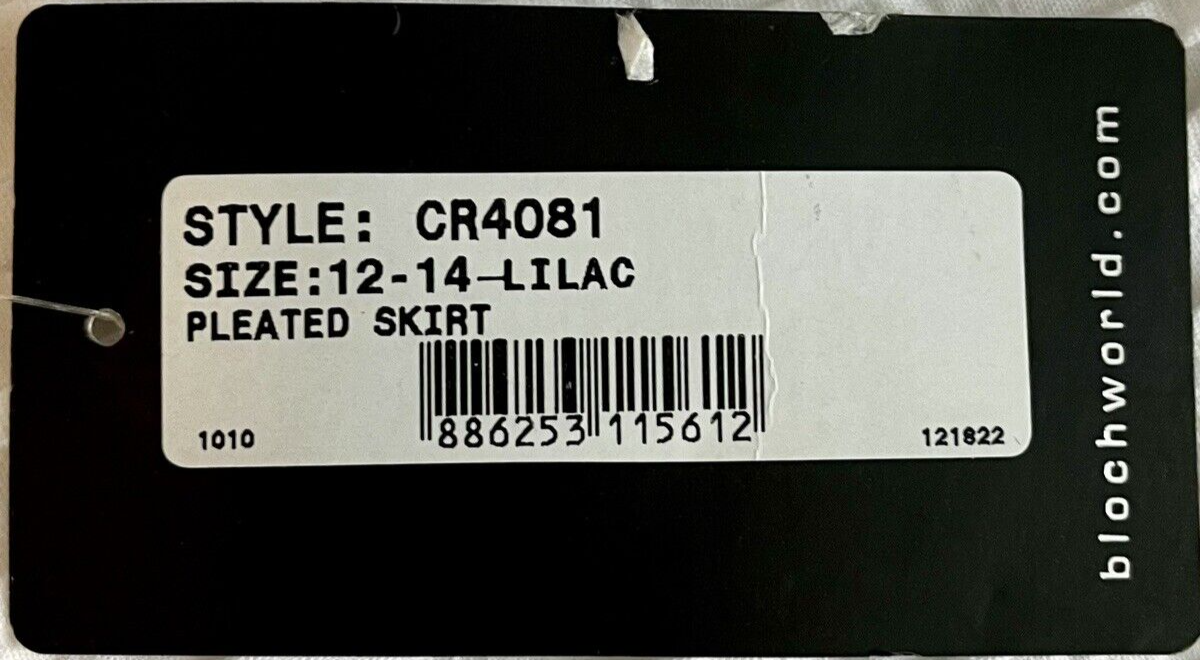 STYLE: CR4081
SIZE:12-14-LILAC
PLEATED SKIRT
886253 115612
1010
121822
blochworld.com